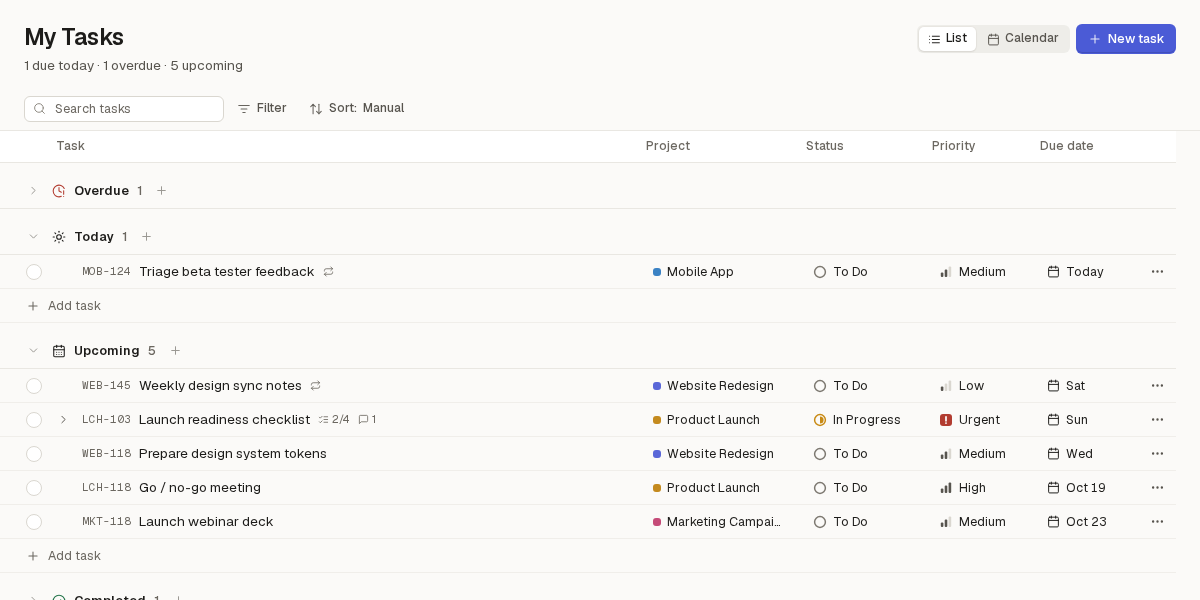 My Tasks
List
Calendar
New task
1 due today · 1 overdue · 5 upcoming
Search tasks
Filter
Sort: Manual
Task Project Status Priority Due date
Overdue 1
Today 1
MOB-124 Triage beta tester feedback Mobile App To Do Medium Today
Add task
Upcoming 5
WEB-145 Weekly design sync notes Website Redesign To Do Low Sat
LCH-103 Launch readiness checklist 2/4 1 Product Launch In Progress Urgent Sun
WEB-118 Prepare design system tokens Website Redesign To Do Medium Wed
LCH-118 Go / no-go meeting Product Launch To Do High Oct 19
MKT-118 Launch webinar deck Marketing Campai… To Do Medium Oct 23
Add task
Completed 1